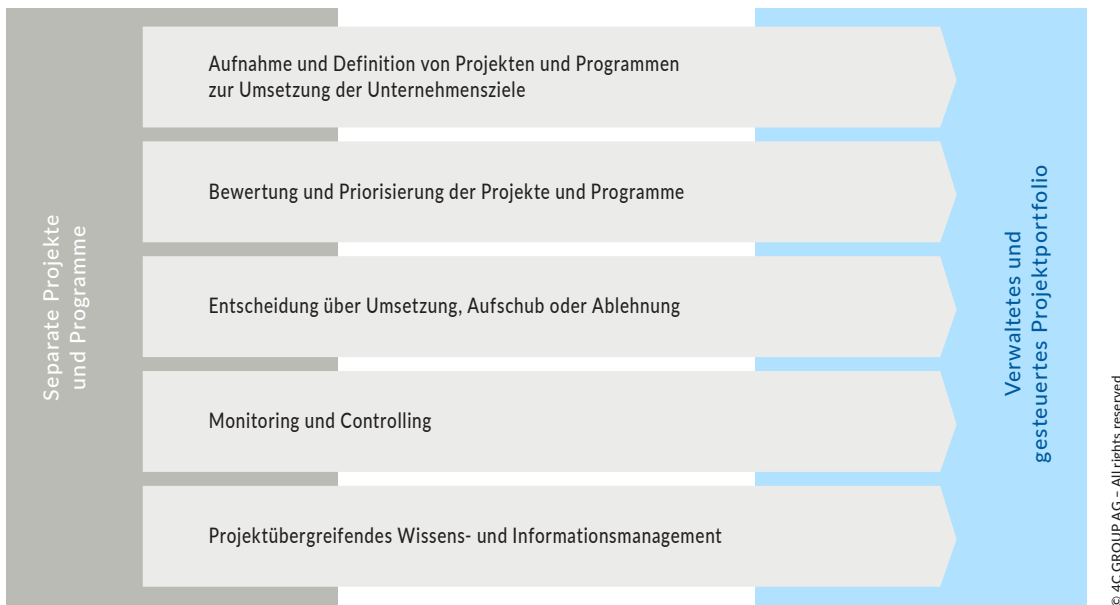 Separate Projekte
und Programme
Aufnahme und Definition von Projekten und Programmen
zur Umsetzung der Unternehmensziele
Bewertung und Priorisierung der Projekte und Programme
Entscheidung über Umsetzung, Aufschub oder Ablehnung
Monitoring und Controlling
Projektübergreifendes Wissens- und Informationsmanagement
Verwaltetes und
gesteuertes Projektportfolio
© 4C GROUP AG – All rights reserved